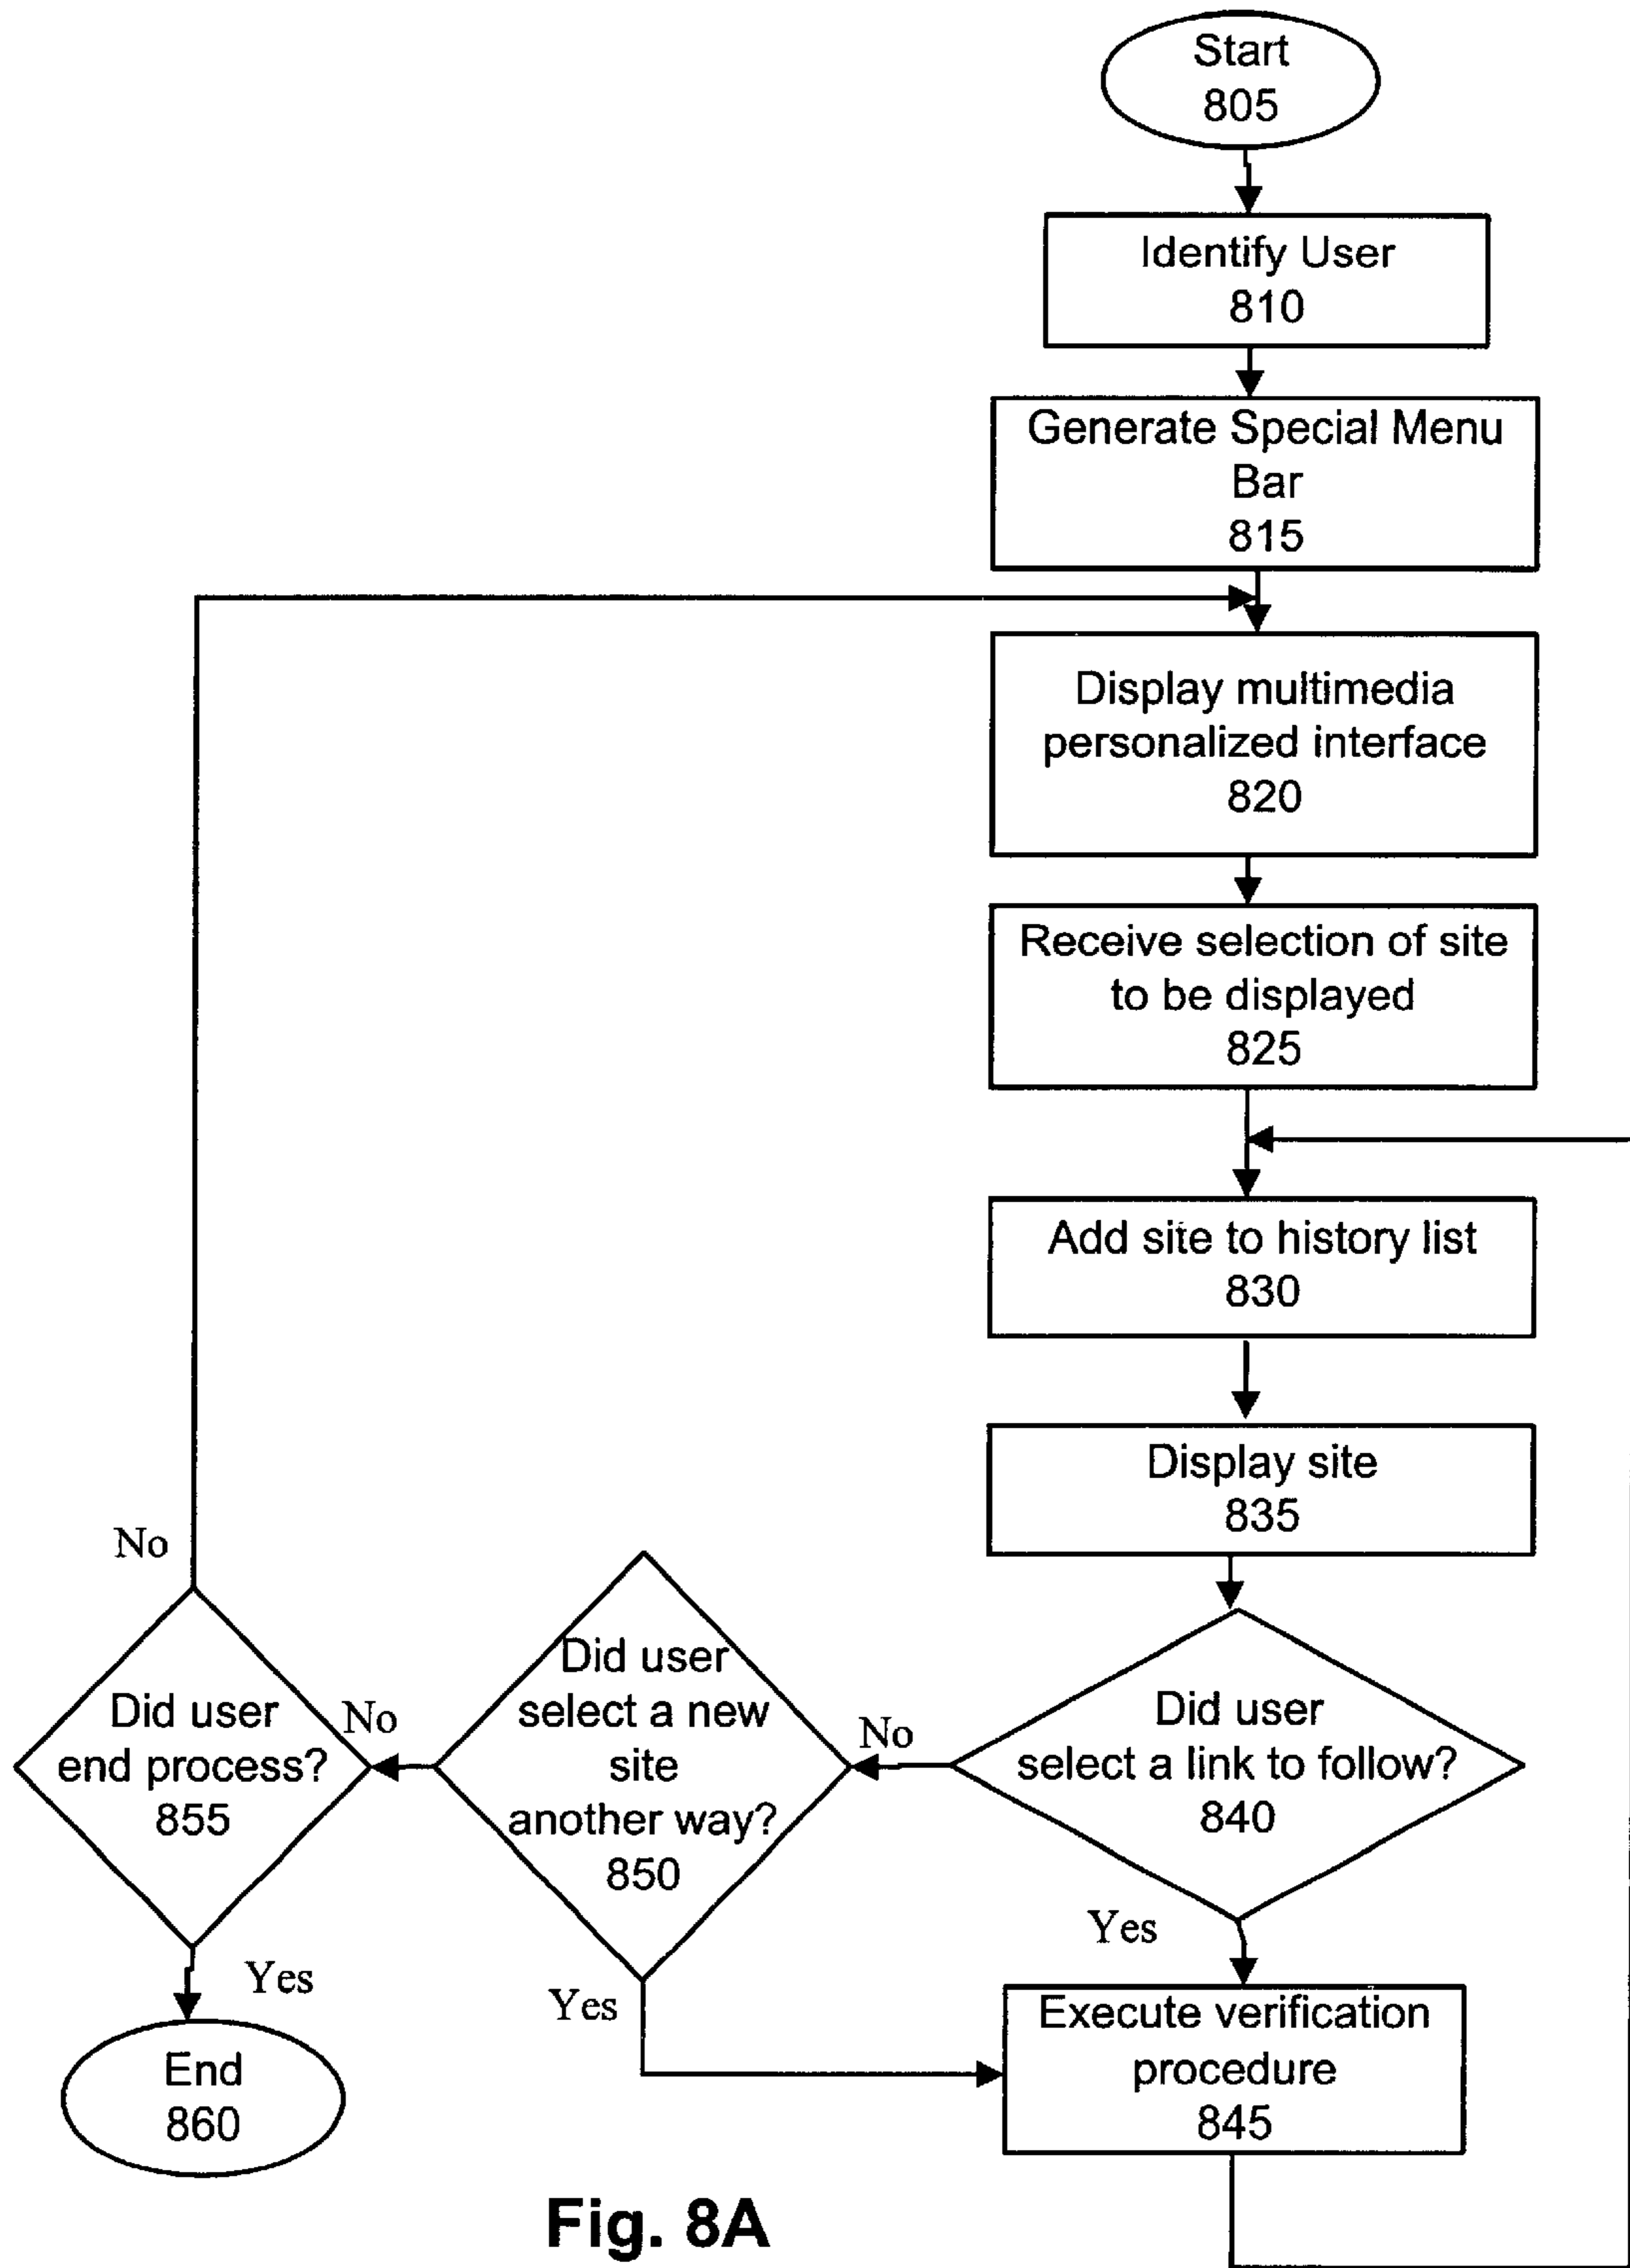 Start
805
Identify User
810
Generate Special Menu
Bar
815
Display multimedia
personalized interface
820
Receive selection of site
to be displayed
825
Add site to history list
830
Display site
835
Did user
select a link to follow?
840
No
Yes
Did user
select a new
site
another way?
850
No
Yes
Did user
end process?
855
No
Yes
Execute verification
procedure
845
End
860
Fig. 8A